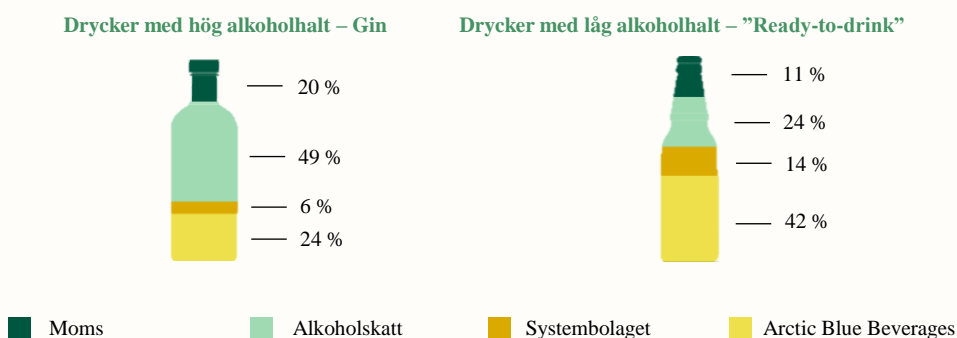 Drycker med hög alkoholhalt – Gin
20 %
49 %
6 %
24 %
Drycker med låg alkoholhalt – ”Ready-to-drink”
11 %
24 %
14 %
42 %
Moms
Alkoholskatt
Systembolaget
Arctic Blue Beverages